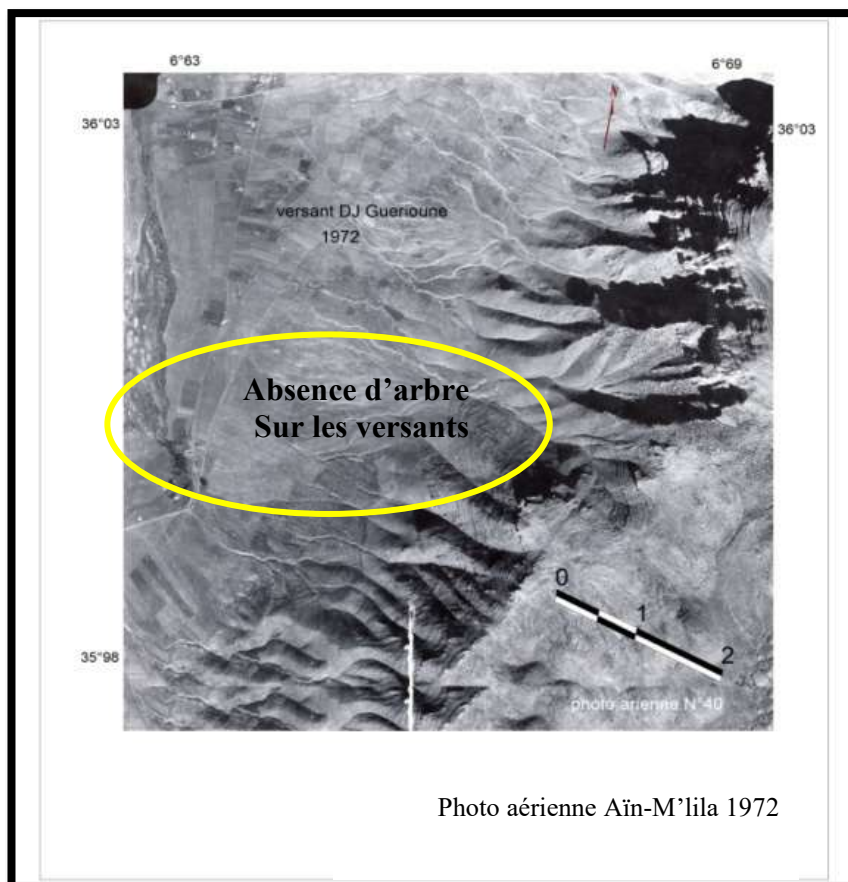 6°63
6°69
36°03
36°03
N
versant DJ Guerioune
1972
Absence d’arbre
Sur les versants
0
1
2
35°98
photo arienne N°40
Photo aérienne Aïn-M’lila 1972